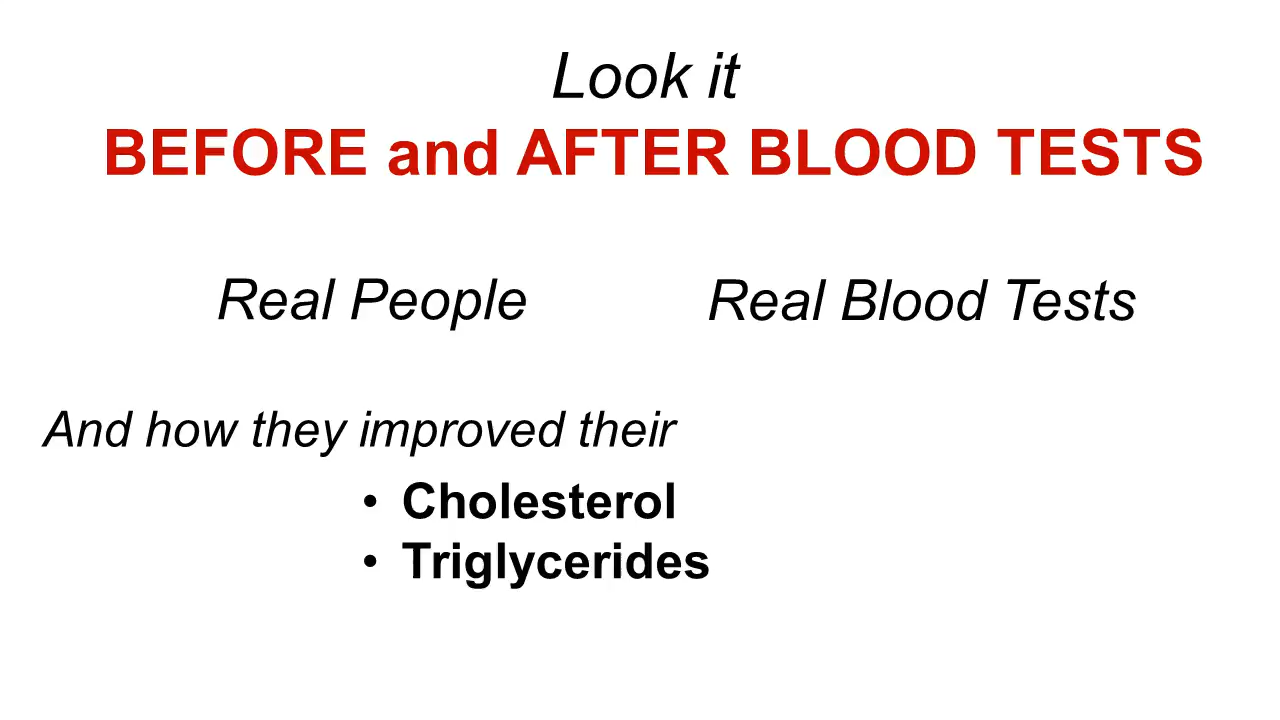 Look it
BEFORE and AFTER BLOOD TESTS
Real People
Real Blood Tests
And how they improved their
• Cholesterol
• Triglycerides